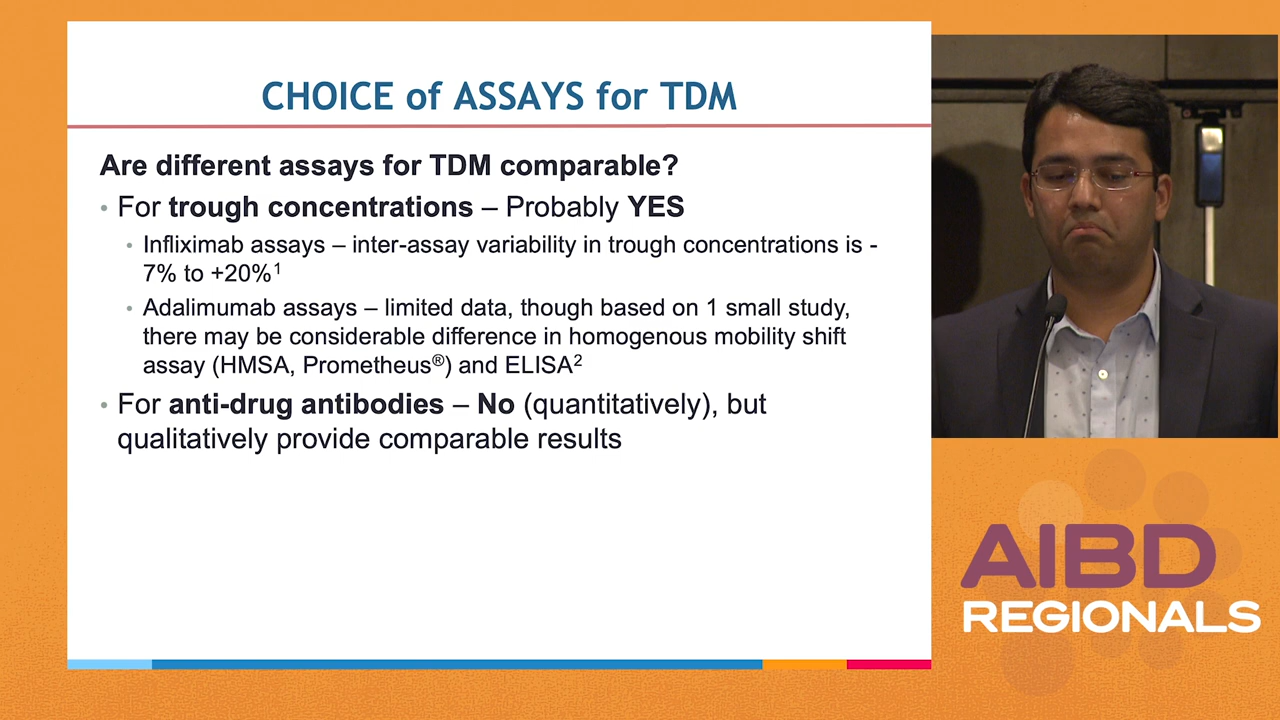 CHOICE of ASSAYS for TDM
Are different assays for TDM comparable?
• For trough concentrations – Probably YES
• Infliximab assays – inter-assay variability in trough concentrations is -
7% to +20%1
• Adalimumab assays – limited data, though based on 1 small study,
there may be considerable difference in homogenous mobility shift
assay (HMSA, Prometheus®) and ELISA2
• For anti-drug antibodies – No (quantitatively), but
qualitatively provide comparable results
AIBD
REGIONALS